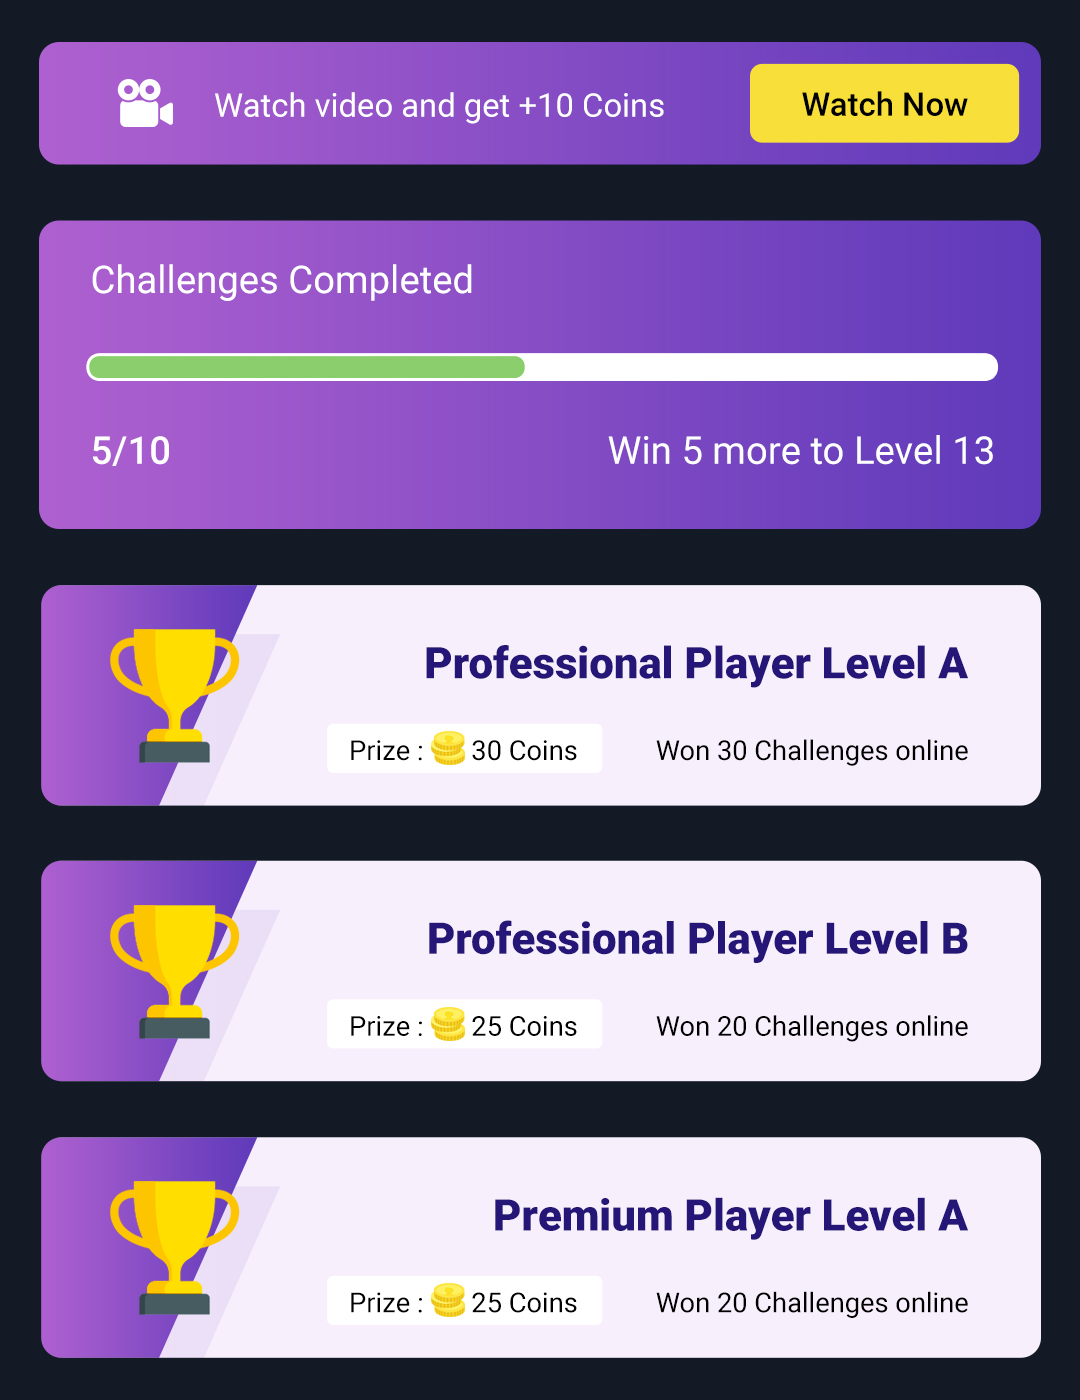 Watch video and get +10 Coins
Watch Now
Challenges Completed
5/10
Win 5 more to Level 13
Professional Player Level A
Prize : 30 Coins
Won 30 Challenges online
Professional Player Level B
Prize : 25 Coins
Won 20 Challenges online
Premium Player Level A
Prize : 25 Coins
Won 20 Challenges online